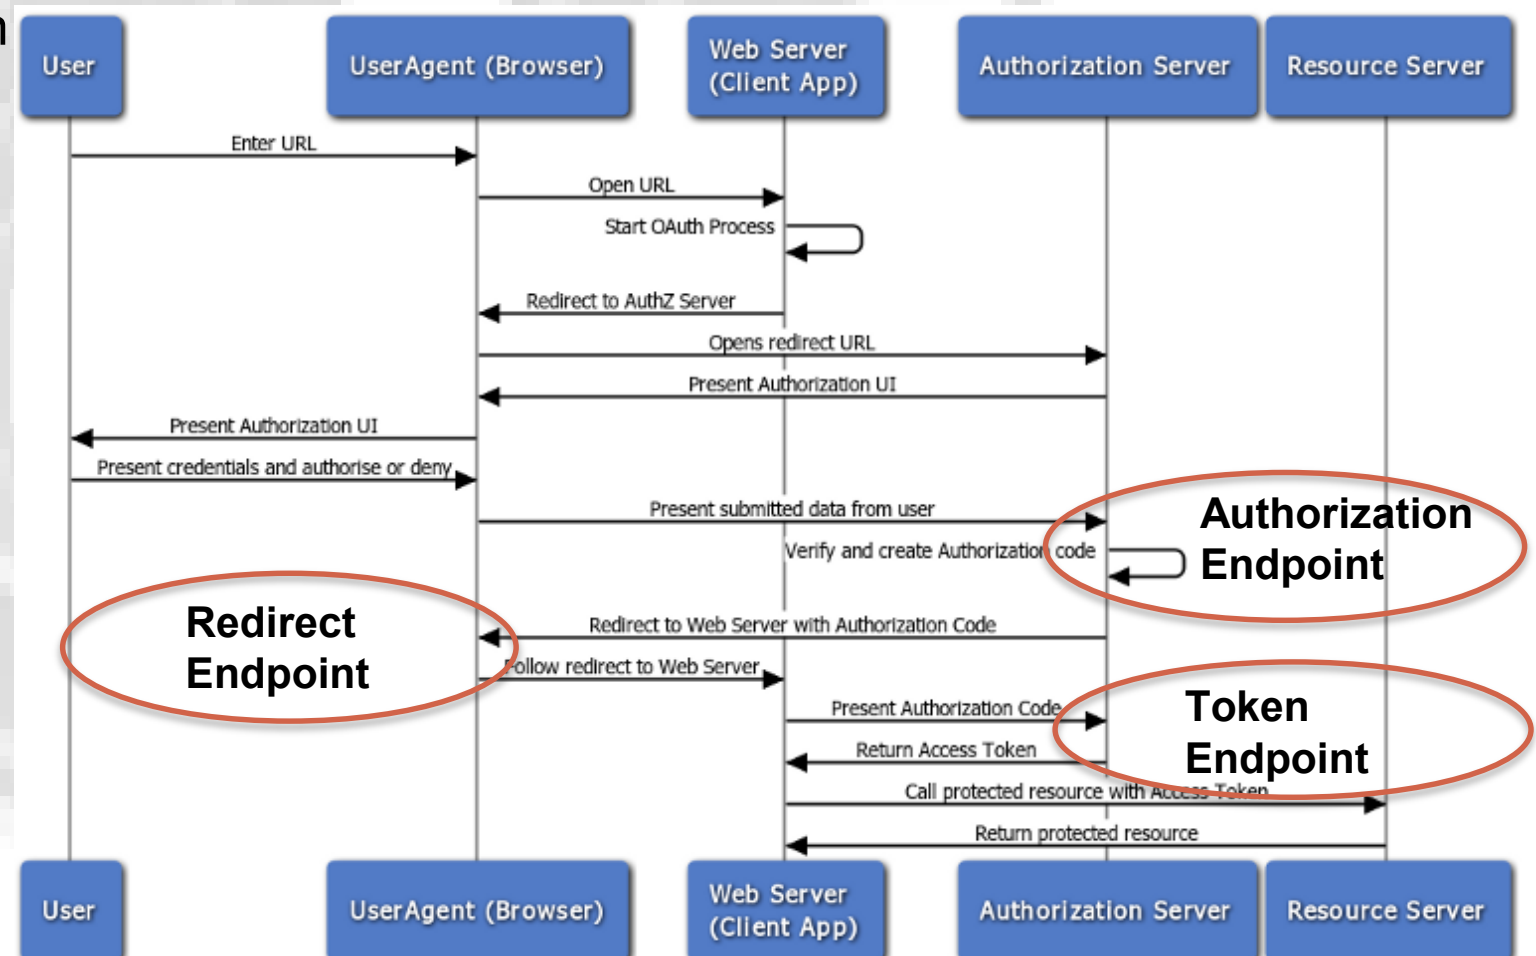 User
UserAgent (Browser)
Web Server
(Client App)
Authorization Server
Resource Server
Enter URL
Open URL
Start OAuth Process
Redirect to AuthZ Server
Opens redirect URL
Present Authorization UI
Present Authorization UI
Present credentials and authorise or deny
Present submitted data from user
Authorization
Endpoint
Verify and create Authorization code
Redirect
Endpoint
Redirect to Web Server with Authorization Code
Follow redirect to Web Server
Token
Endpoint
Present Authorization Code
Return Access Token
Call protected resource with Access Token
Return protected resource
User
UserAgent (Browser)
Web Server
(Client App)
Authorization Server
Resource Server